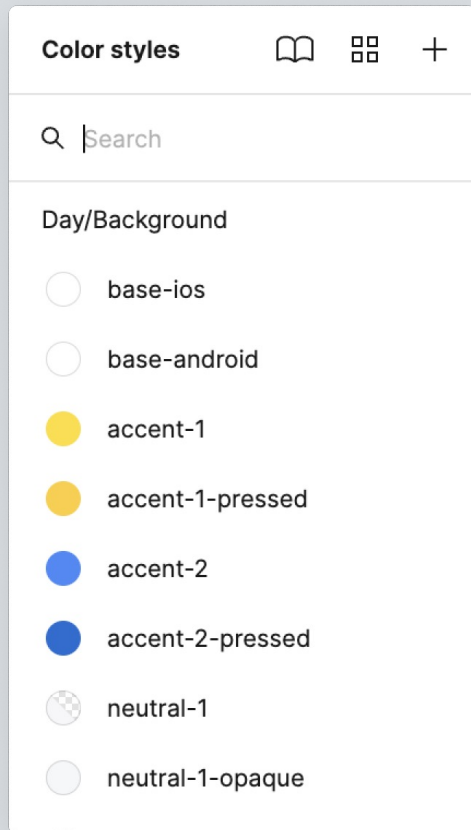 Color styles
Search
Day/Background
base-ios
base-android
accent-1
accent-1-pressed
accent-2
accent-2-pressed
neutral-1
neutral-1-opaque